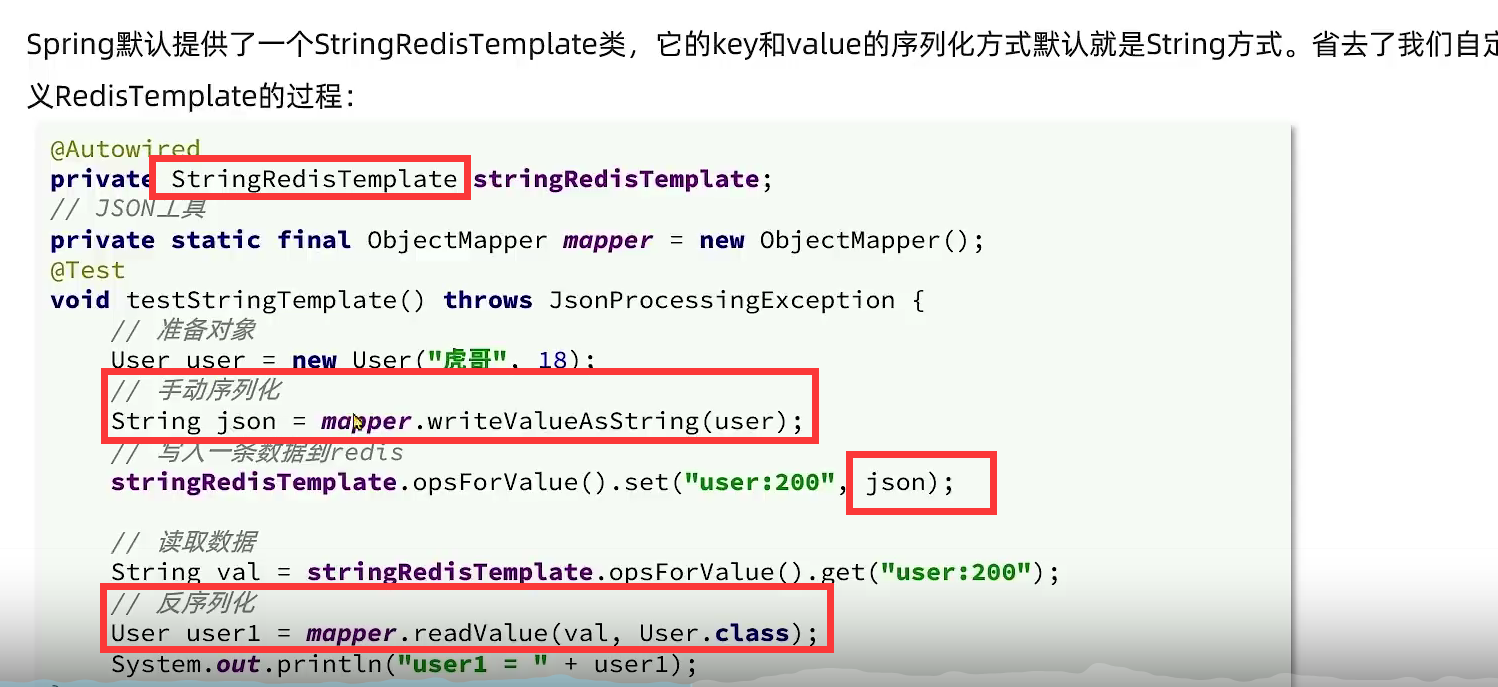 Spring默认提供了一个StringRedisTemplate类，它的key和value的序列化方式默认就是String方式。省去了我们自定
义RedisTemplate的过程：
@Autowired
private StringRedisTemplate stringRedisTemplate;
// JSON工具
private static final ObjectMapper mapper = new ObjectMapper();
@Test
void testStringTemplate() throws JsonProcessingException {
// 准备对象
User user = new User("虎哥", 18);
// 手动序列化
String json = mapper.writeValueAsString(user);
// 写入一条数据到redis
stringRedisTemplate.opsForValue().set("user:200", json);
// 读取数据
String val = stringRedisTemplate.opsForValue().get("user:200");
// 反序列化
User user1 = mapper.readValue(val, User.class);
System.out.println("user1 = " + user1);